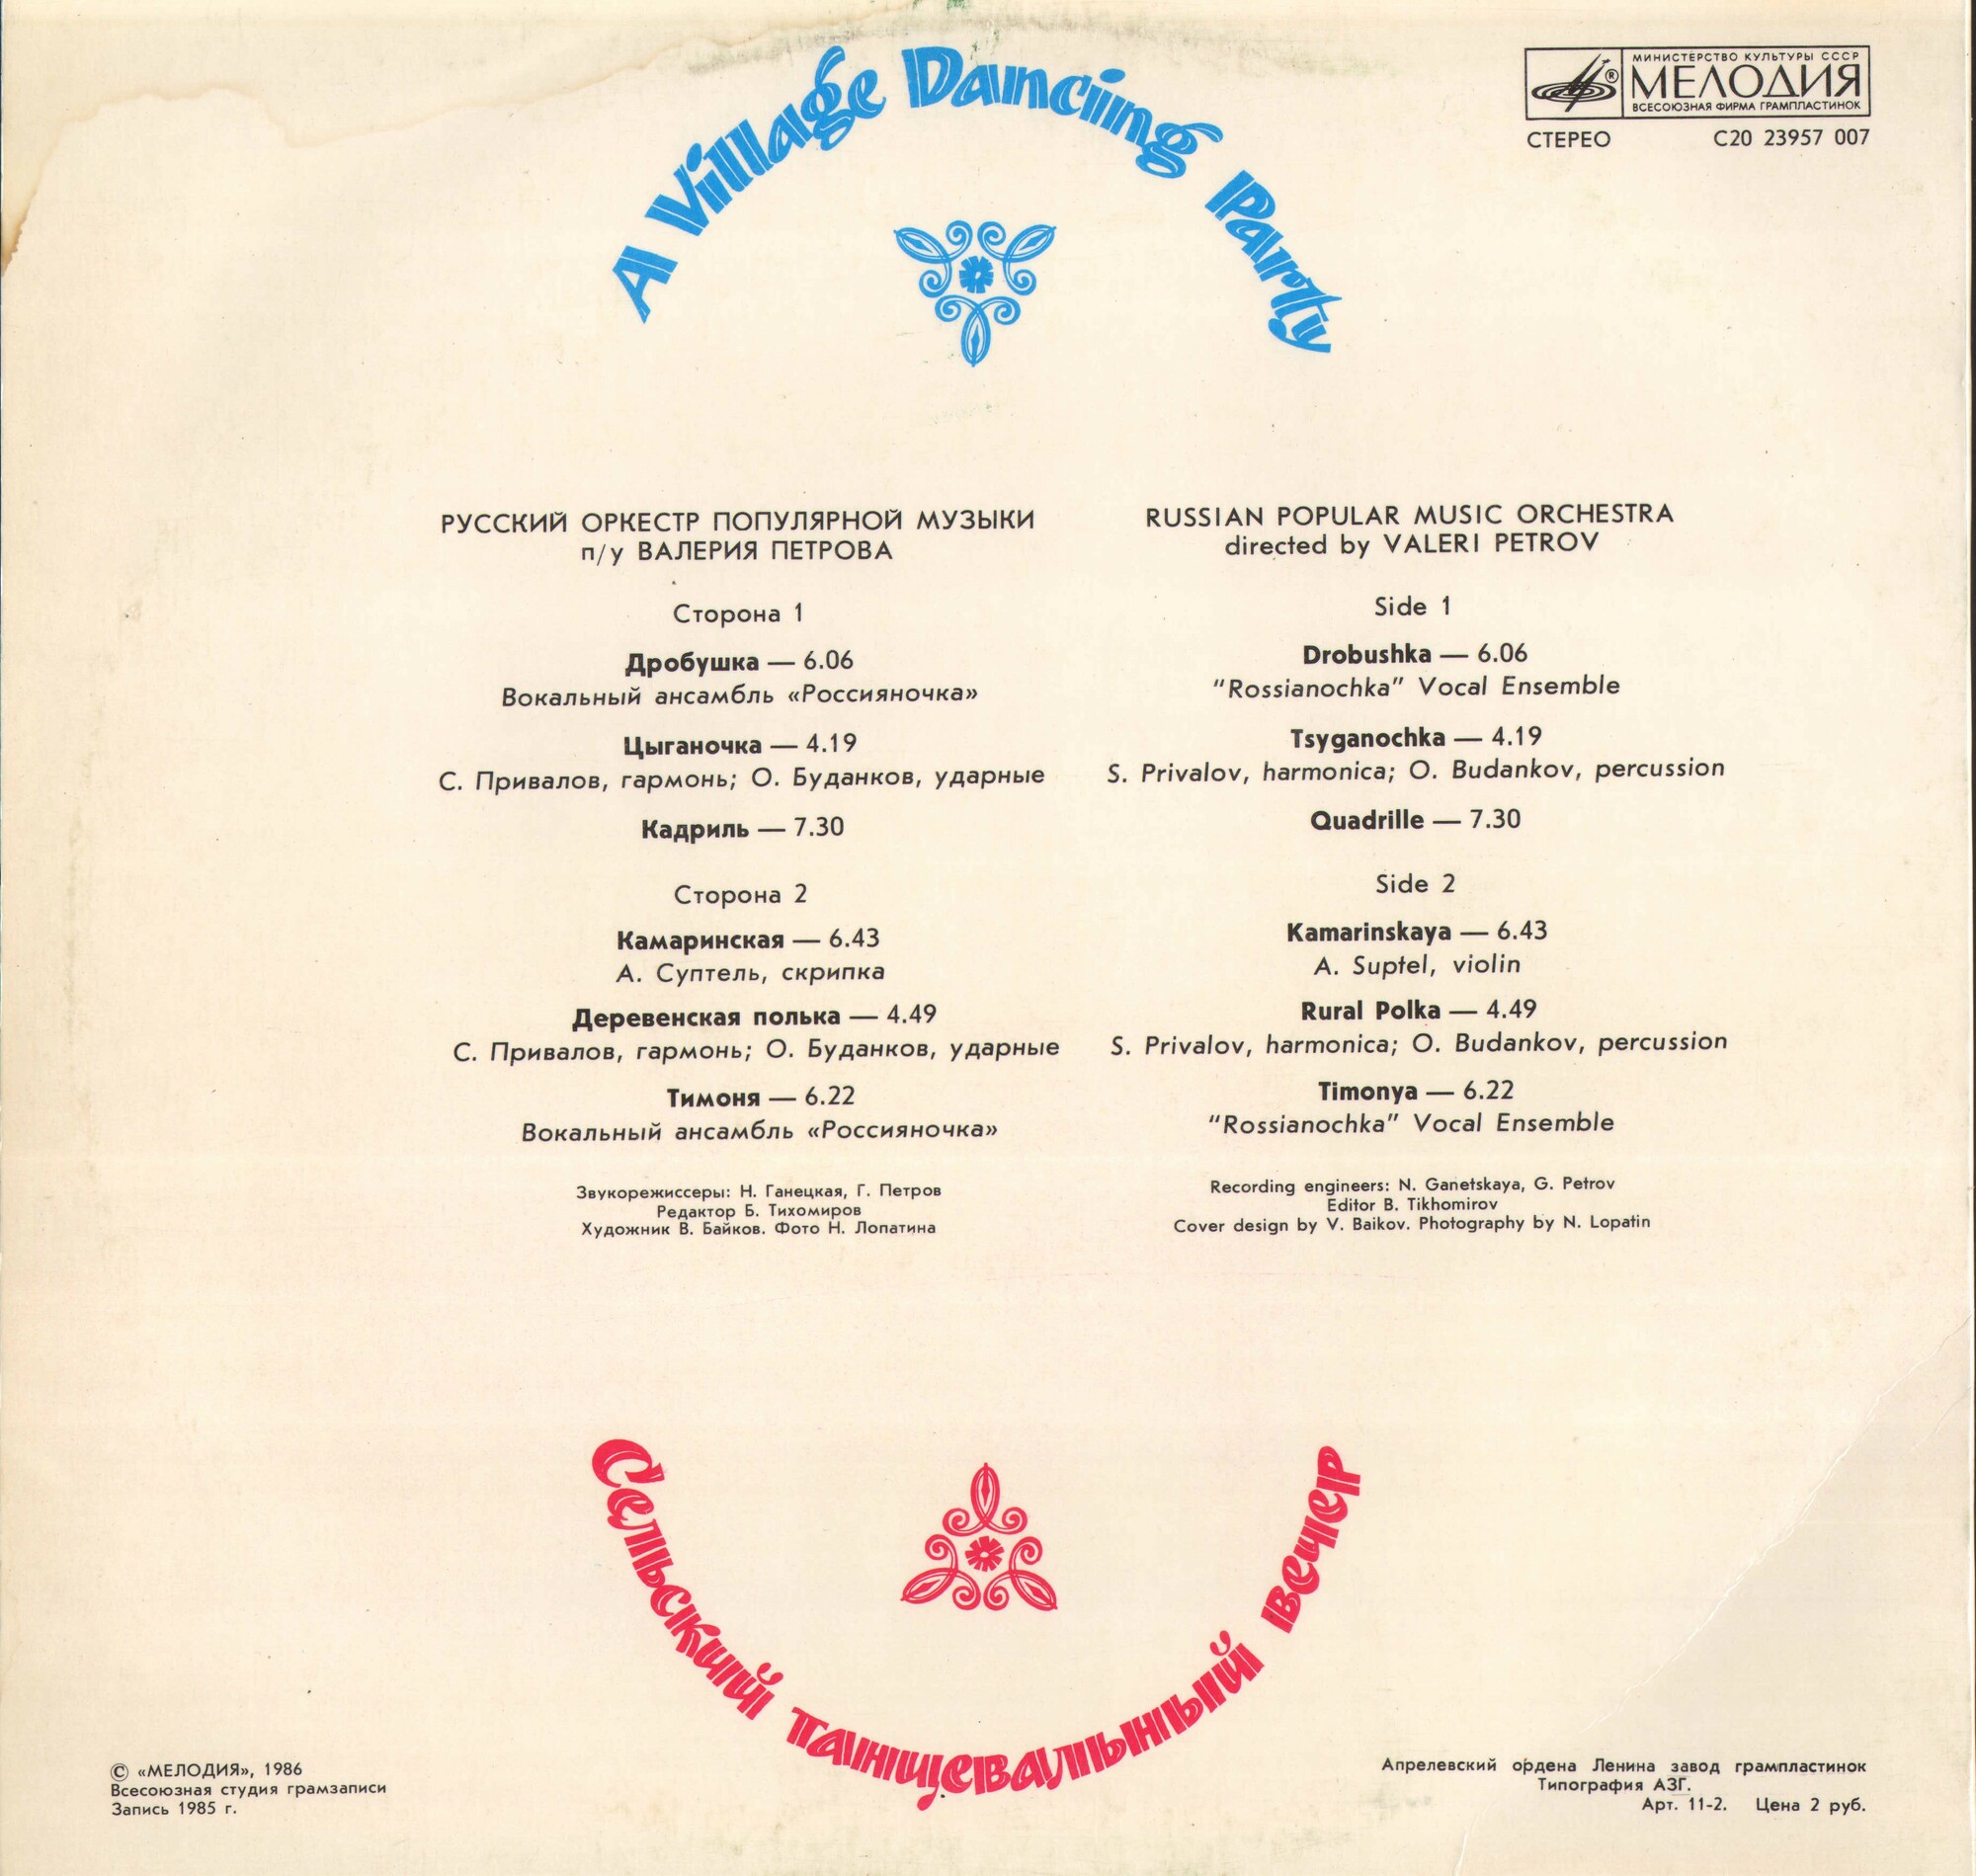 A Village Dancing Party
МИНИСТЕРСТВО КУЛЬТУРЫ СССР
МЕЛОДИЯ
ВСЕСОЮЗНАЯ ФИРМА ГРАМПЛАСТИНОК
®
СТЕРЕО C20 23957 007
РУССКИЙ ОРКЕСТР ПОПУЛЯРНОЙ МУЗЫКИ
п/у ВАЛЕРИЯ ПЕТРОВА
Сторона 1
Дробушка — 6.06
Вокальный ансамбль «Россияночка»
Цыганочка — 4.19
С. Привалов, гармонь; О. Буданков, ударные
Кадриль — 7.30
Сторона 2
Камаринская — 6.43
А. Суптель, скрипка
Деревенская полька — 4.49
С. Привалов, гармонь; О. Буданков, ударные
Тимоня — 6.22
Вокальный ансамбль «Россияночка»
Звукорежиссеры: Н. Ганецкая, Г. Петров
Редактор Б. Тихомиров
Художник В. Байков. Фото Н. Лопатина
RUSSIAN POPULAR MUSIC ORCHESTRA
directed by VALERI PETROV
Side 1
Drobushka — 6.06
“Rossianochka” Vocal Ensemble
Tsyganochka — 4.19
S. Privalov, harmonica; O. Budankov, percussion
Quadrille — 7.30
Side 2
Kamarinskaya — 6.43
A. Suptel, violin
Rural Polka — 4.49
S. Privalov, harmonica; O. Budankov, percussion
Timonya — 6.22
“Rossianochka” Vocal Ensemble
Recording engineers: N. Ganetskaya, G. Petrov
Editor B. Tikhomirov
Cover design by V. Baikov. Photography by N. Lopatin
Сельский танцевальный вечер
© «МЕЛОДИЯ», 1986
Всесоюзная студия грамзаписи
Запись 1985 г.
Апрелевский ордена Ленина завод грампластинок
Типография АЗГ.
Арт. 11-2. Цена 2 руб.